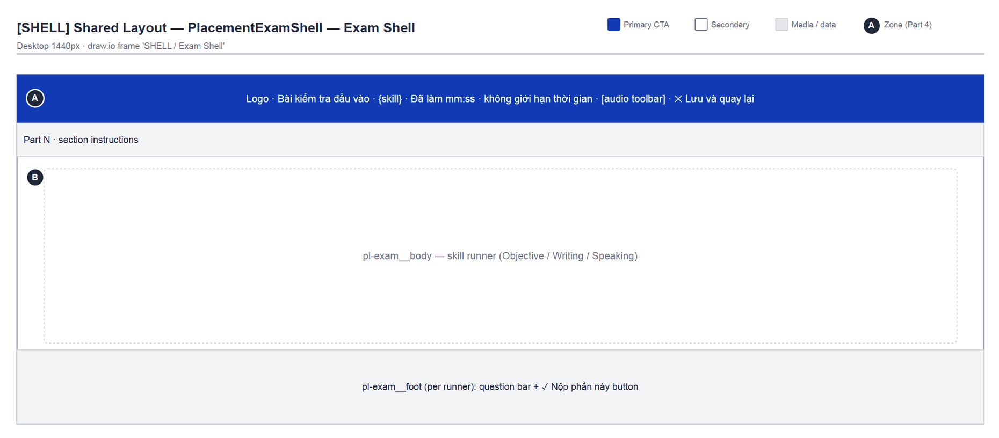 [SHELL] Shared Layout — PlacementExamShell — Exam Shell
Desktop 1440px · draw.io frame 'SHELL / Exam Shell'
Primary CTA
Secondary
Media / data
A Zone (Part 4)
A
Logo · Bài kiểm tra đầu vào · {skill} · Đã làm mm:ss · không giới hạn thời gian · [audio toolbar] · ✕ Lưu và quay lại
Part N · section instructions
B
pl-exam__body — skill runner (Objective / Writing / Speaking)
pl-exam__foot (per runner): question bar + ✓ Nộp phần này button